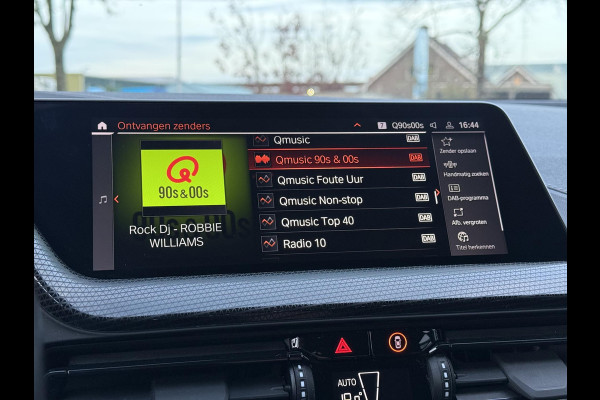 Ontvangen zenders
7 Q90s00s 16:44
Qmusic DAB
Qmusic 90s & 00s DAB
Qmusic Foute Uur DAB
Qmusic Non-stop DAB
Qmusic Top 40 DAB
Radio 10 DAB
90s & 00s
Rock Dj - ROBBIE
WILLIAMS
Zender opslaan
Handmatig zoeken
DAB-programma
Afb. vergroten
Titel herkennen
AUTO